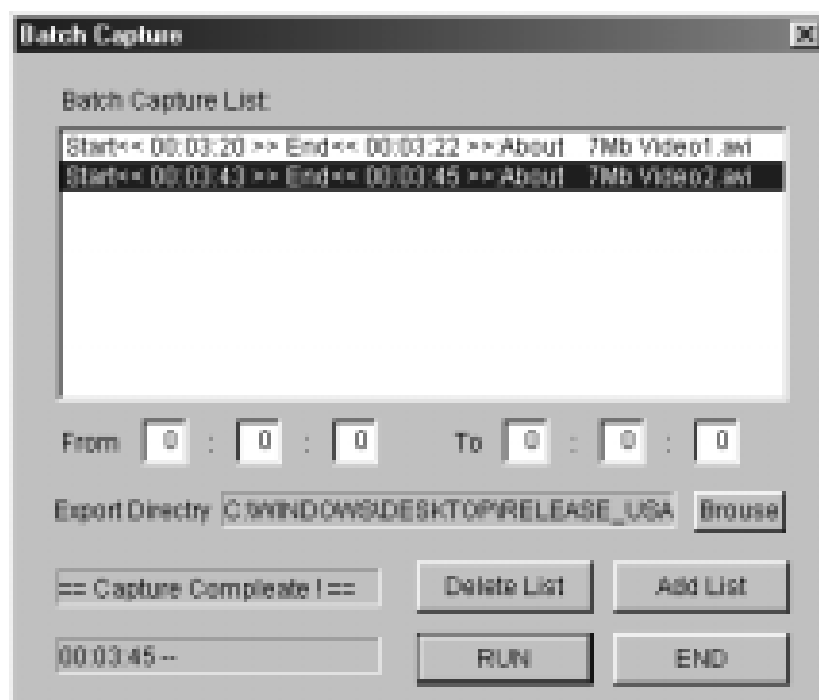 Batch Capture
Batch Capture List:
Start<< 00:03:20 >> End<< 00:03:22 >>:About 7Mb Video1.avi
Start<< 00:03:43 >> End<< 00:03:45 >>:About 7Mb Video2.avi
From 0 : 0 : 0 To 0 : 0 : 0
Export Directry C:\WINDOWS\DESKTOP\RELEASE_USA Brouse
== Capture Compleate ! == Delete List Add List
00:03:45 -- RUN END